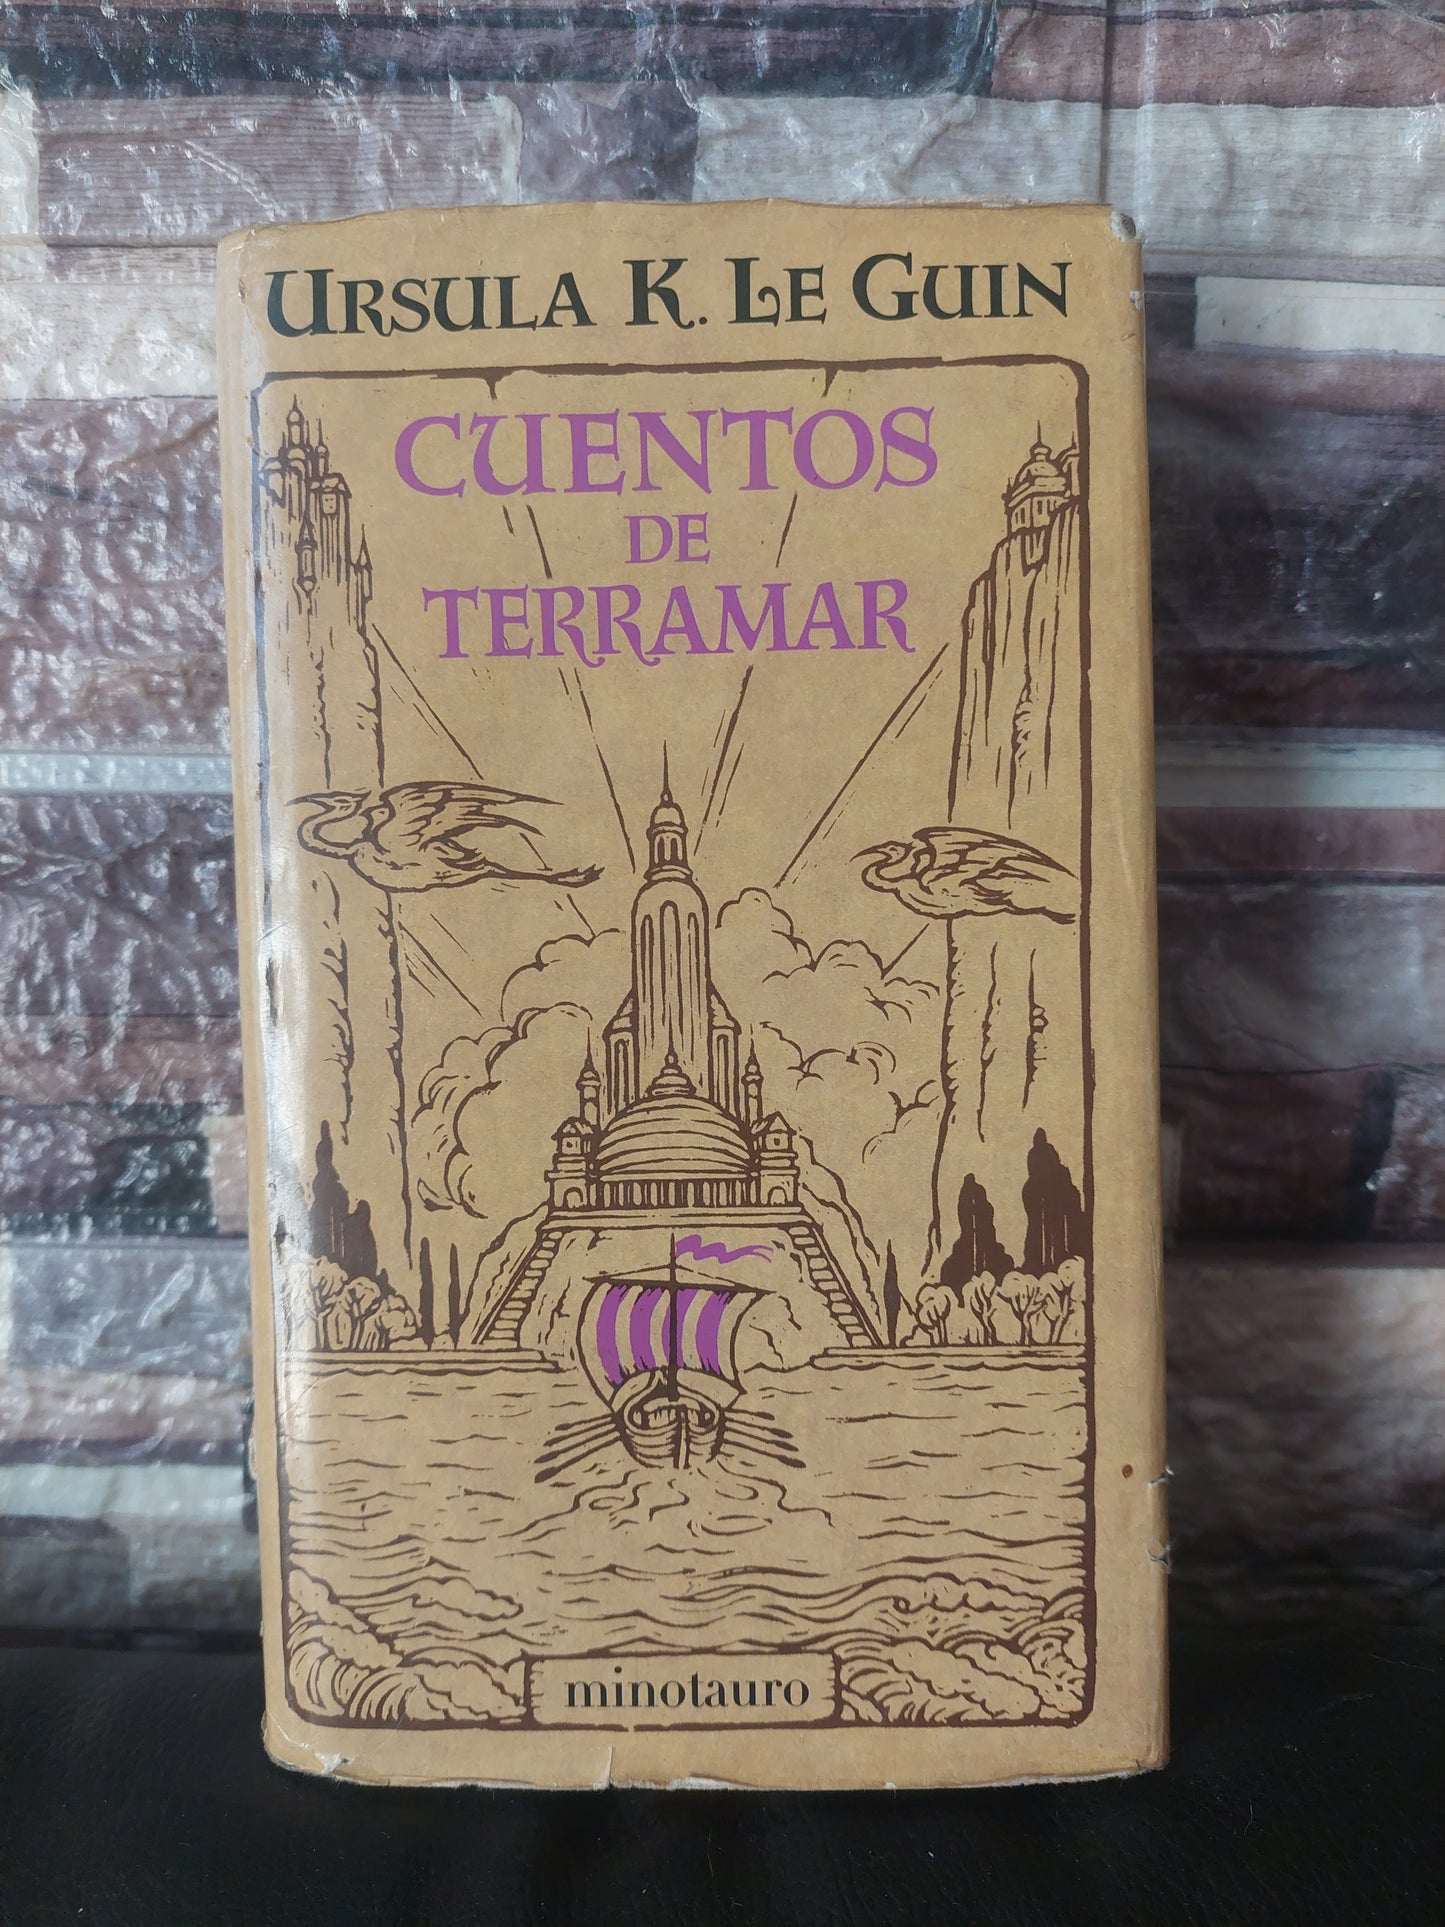 URSULA K. LE GUIN
CUENTOS
DE
TERRAMAR
minotauro